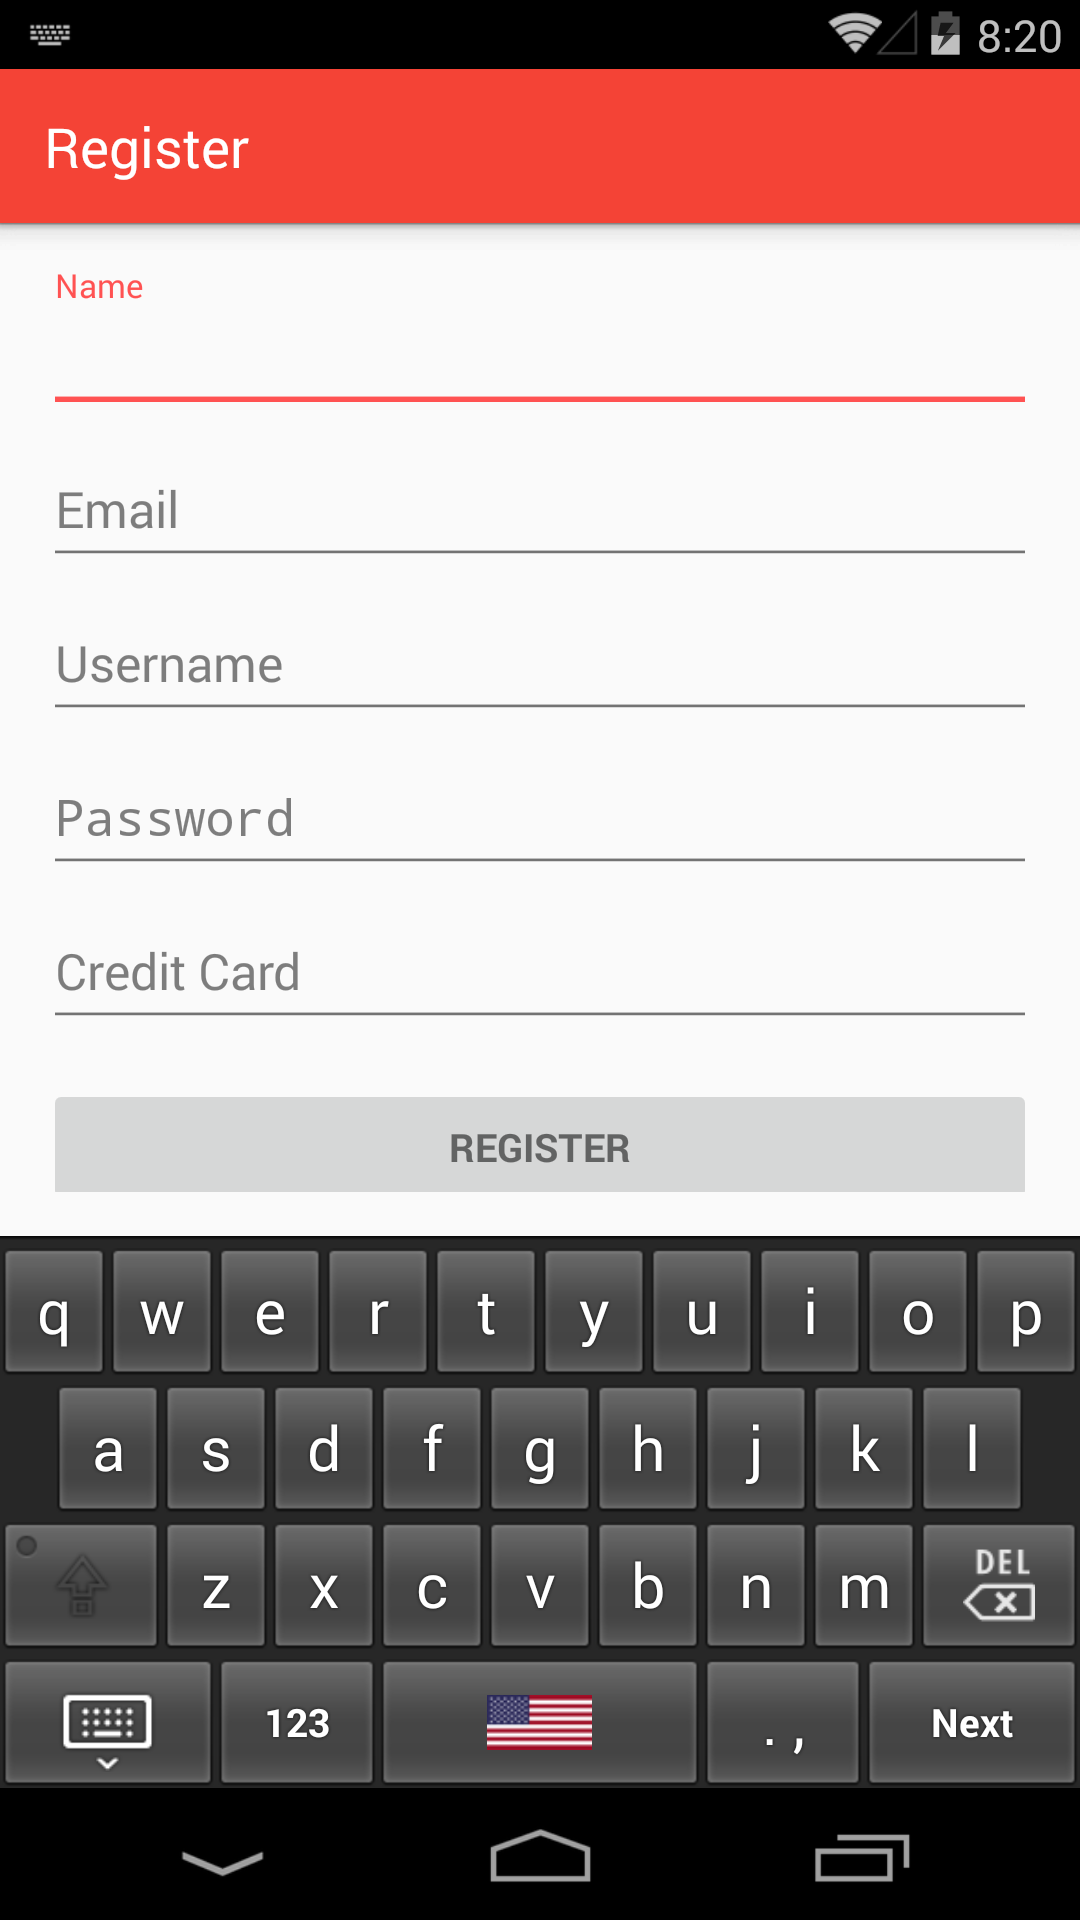 8:20
Register
Name
Email
Username
Password
Credit Card
REGISTER
q w e r t y u i o p
a s d f g h j k l
z x c v b n m DEL
123 . , Next